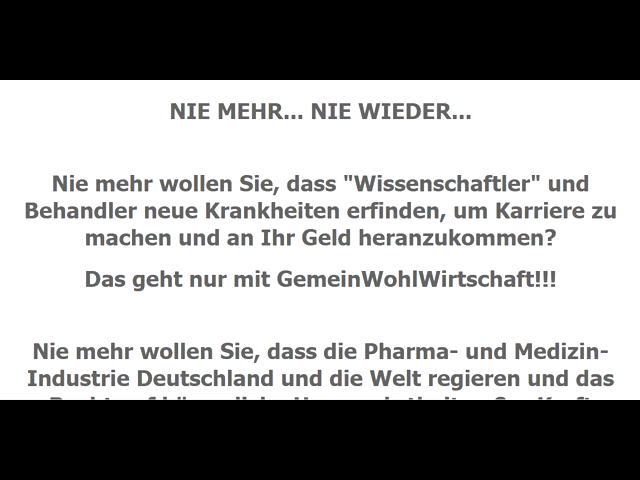 NIE MEHR... NIE WIEDER...
Nie mehr wollen Sie, dass "Wissenschaftler" und
Behandler neue Krankheiten erfinden, um Karriere zu
machen und an Ihr Geld heranzukommen?
Das geht nur mit GemeinWohlWirtschaft!!!
Nie mehr wollen Sie, dass die Pharma- und Medizin-
Industrie Deutschland und die Welt regieren und das